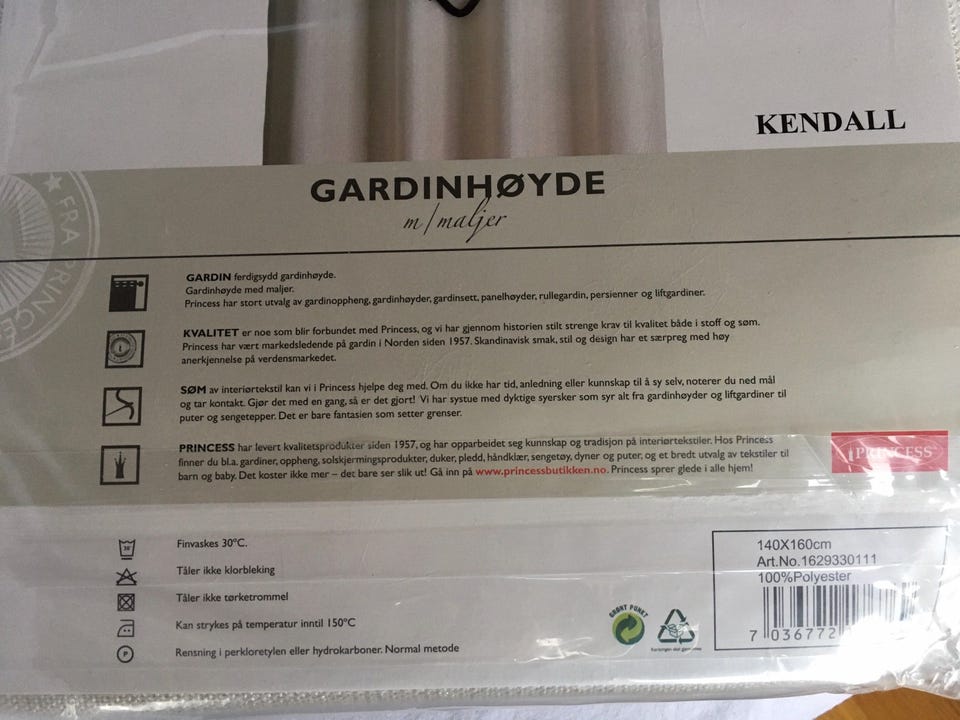 KENDALL
GARDINHØYDE
m/maljer
FRA PRINCESS
GARDIN ferdigsydd gardinhøyde.
Gardinhøyde med maljer.
Princess har stort utvalg av gardinoppheng, gardinhøyder, gardinsett, panelhøyder, rullegardin, persienner og liftgardiner.
KVALITET er noe som blir forbundet med Princess, og vi har gjennom historien stilt strenge krav til kvalitet både i stoff og søm.
Princess har vært markedsledende på gardin i Norden siden 1957. Skandinavisk smak, stil og design har et særpreg med høy
anerkjennelse på verdensmarkedet.
SØM av interiørtekstil kan vi i Princess hjelpe deg med. Om du ikke har tid, anledning eller kunnskap til å sy selv, noterer du ned mål
og tar kontakt. Gjør det med en gang, så er det gjort! Vi har systue med dyktige syersker som syr alt fra gardinhøyder og liftgardiner til
puter og sengetepper. Det er bare fantasien som setter grenser.
PRINCESS har levert kvalitetsprodukter siden 1957, og har opparbeidet seg kunnskap og tradisjon på interiørtekstiler. Hos Princess
finner du bl.a. gardiner, oppheng, solskjermingsprodukter, duker, pledd, håndklær, sengetøy, dyner og puter, og et bredt utvalg av tekstiler til
barn og baby. Det koster ikke mer – det bare ser slik ut! Gå inn på www.princessbutikken.no. Princess sprer glede i alle hjem!
PRINCESS
Finvaskes 30°C.
Tåler ikke klorbleking
Tåler ikke tørketrommel
Kan strykes på temperatur inntil 150°C
Rensning i perkloretylen eller hydrokarboner. Normal metode
30°
P
GRØNT PUNKT
140X160cm
Art.No.1629330111
100%Polyester
7 036772